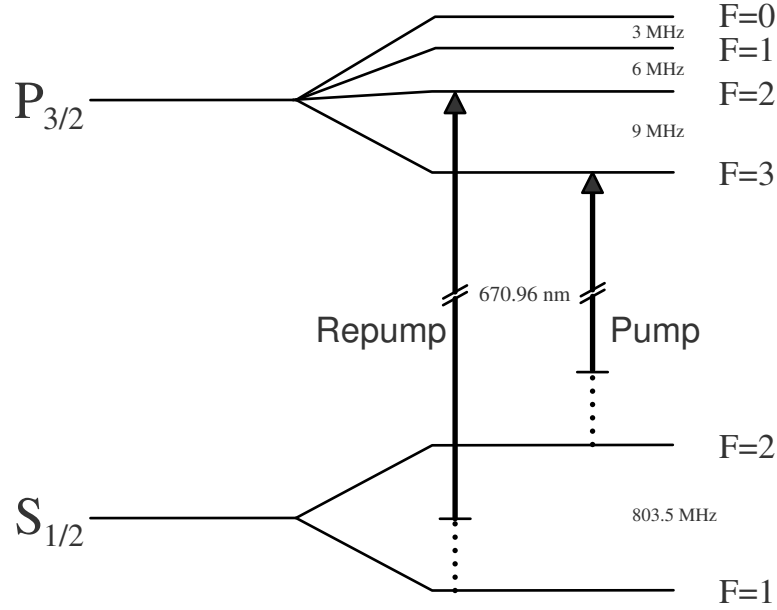 F=0
3 MHz
F=1
6 MHz
P3/2
F=2
9 MHz
F=3
670.96 nm
Repump
Pump
F=2
S1/2
803.5 MHz
F=1